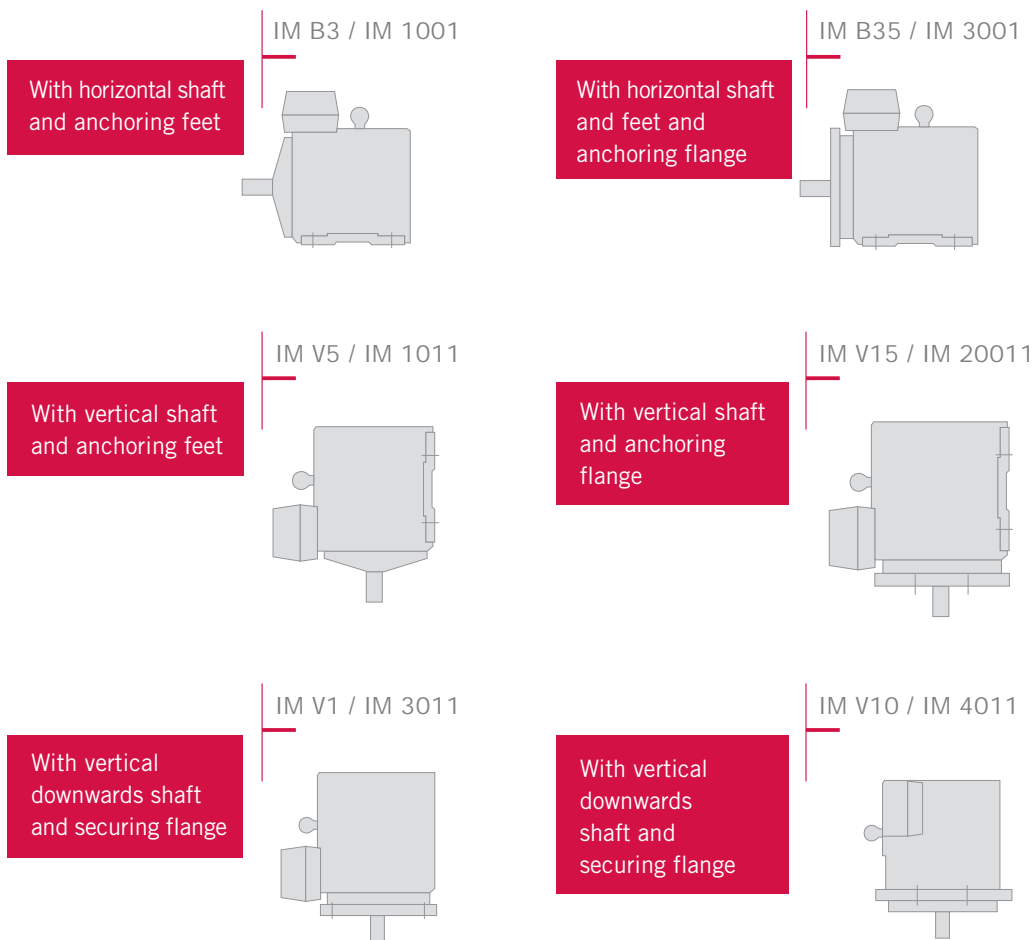 IM B3 / IM 1001
With horizontal shaft
and anchoring feet
IM B35 / IM 3001
With horizontal shaft
and feet and
anchoring flange
IM V5 / IM 1011
With vertical shaft
and anchoring feet
IM V15 / IM 20011
With vertical shaft
and anchoring
flange
IM V1 / IM 3011
With vertical
downwards shaft
and securing flange
IM V10 / IM 4011
With vertical
downwards
shaft and
securing flange